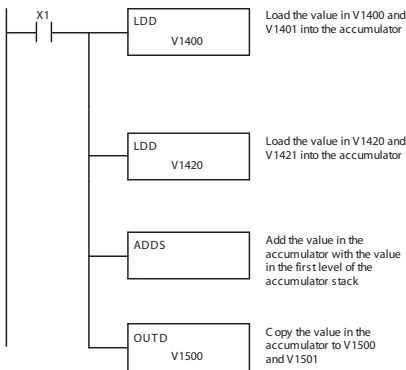 X1
LDD
V1400
Load the value in V1400 and
V1401 into the accumulator
LDD
V1420
Load the value in V1420 and
V1421 into the accumulator
ADDS
Add the value in the
accumulator with the value
in the first level of the
accumulator stack
OUTD
V1500
Copy the value in the
accumulator to V1500
and V1501